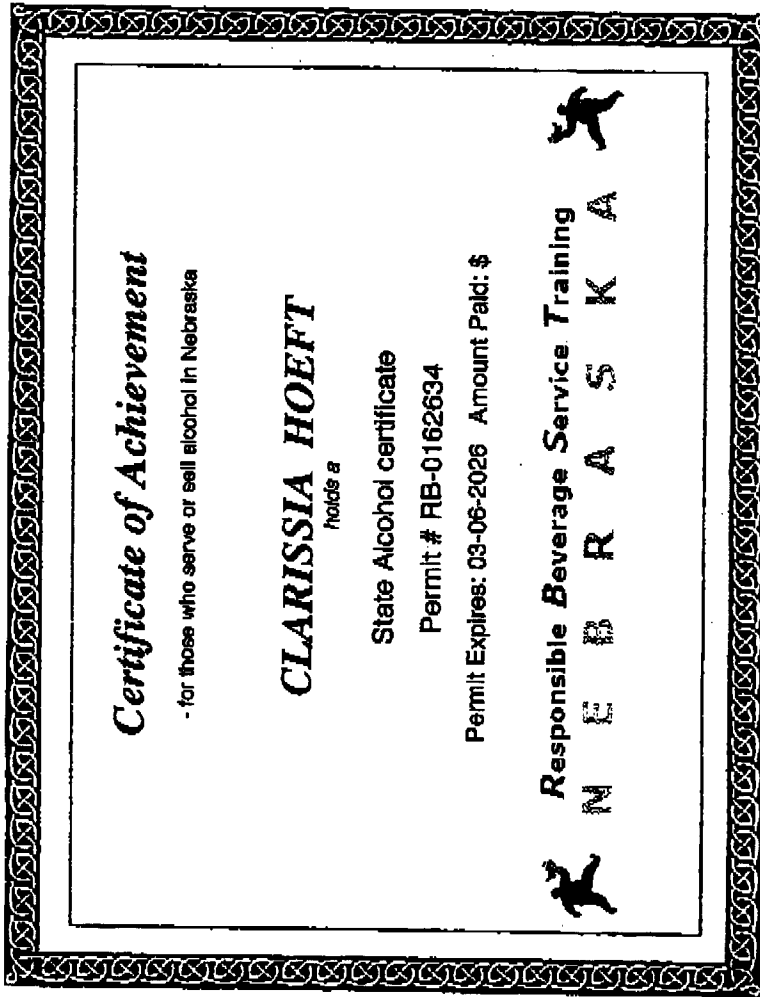 Certificate of Achievement
- for those who serve or sell alcohol in Nebraska
CLARISSIA HOEFT
holds a
State Alcohol certificate
Permit # RB-0162634
Permit Expires: 03-06-2026 Amount Paid: $
Responsible Beverage Service Training
NEBRASKA